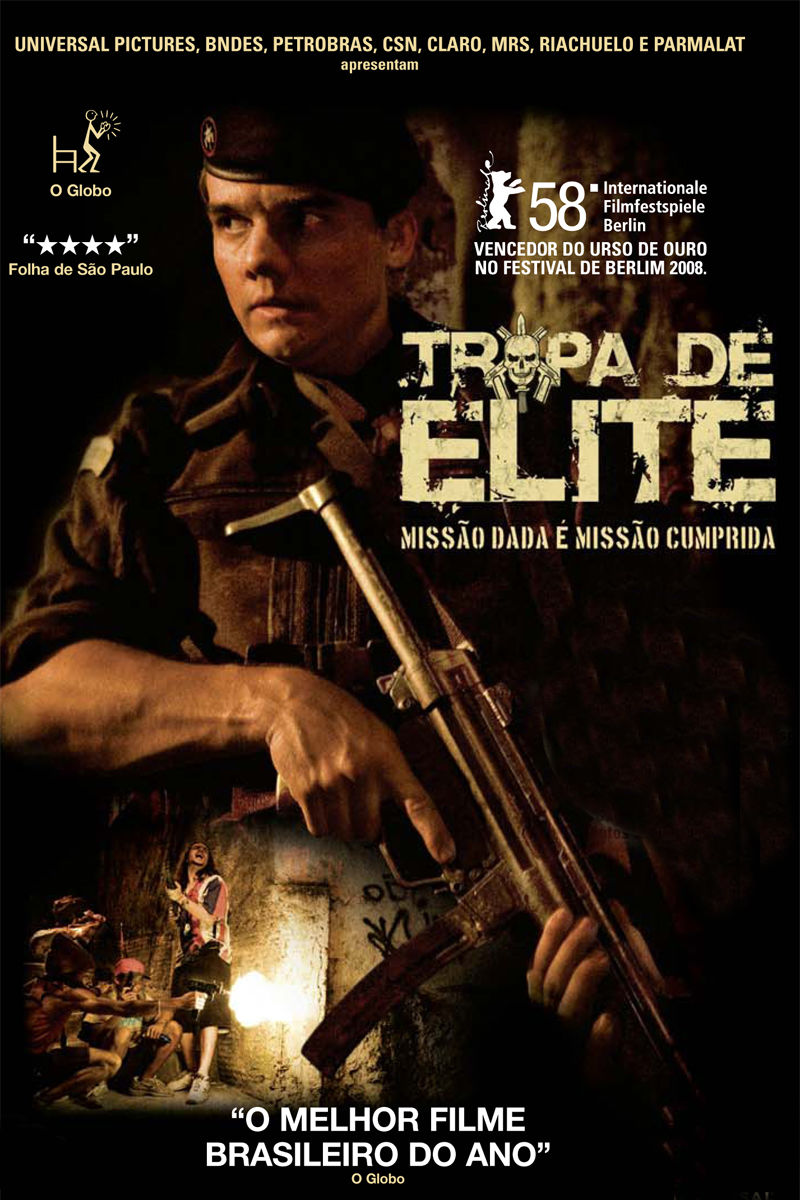 UNIVERSAL PICTURES, BNDES, PETROBRAS, CSN, CLARO, MRS, RIACHUELO E PARMALAT
apresentam
O Globo
“★★★★”
Folha de São Paulo
Berlinale
58 Internationale
Filmfestspiele
Berlin
VENCEDOR DO URSO DE OURO
NO FESTIVAL DE BERLIM 2008.
TROPA DE
ELITE
MISSÃO DADA É MISSÃO CUMPRIDA
“O MELHOR FILME
BRASILEIRO DO ANO”
O Globo